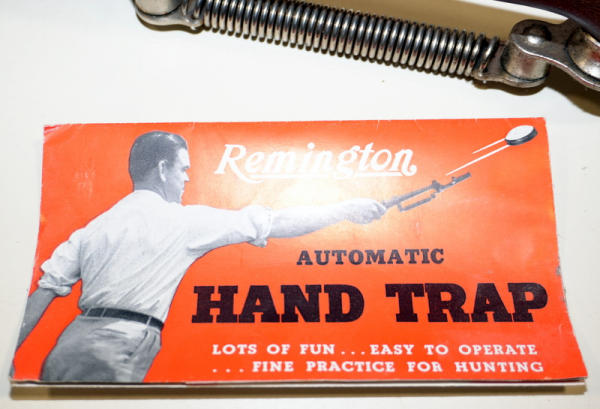 Remington
AUTOMATIC
HAND TRAP
LOTS OF FUN...EASY TO OPERATE
...FINE PRACTICE FOR HUNTING